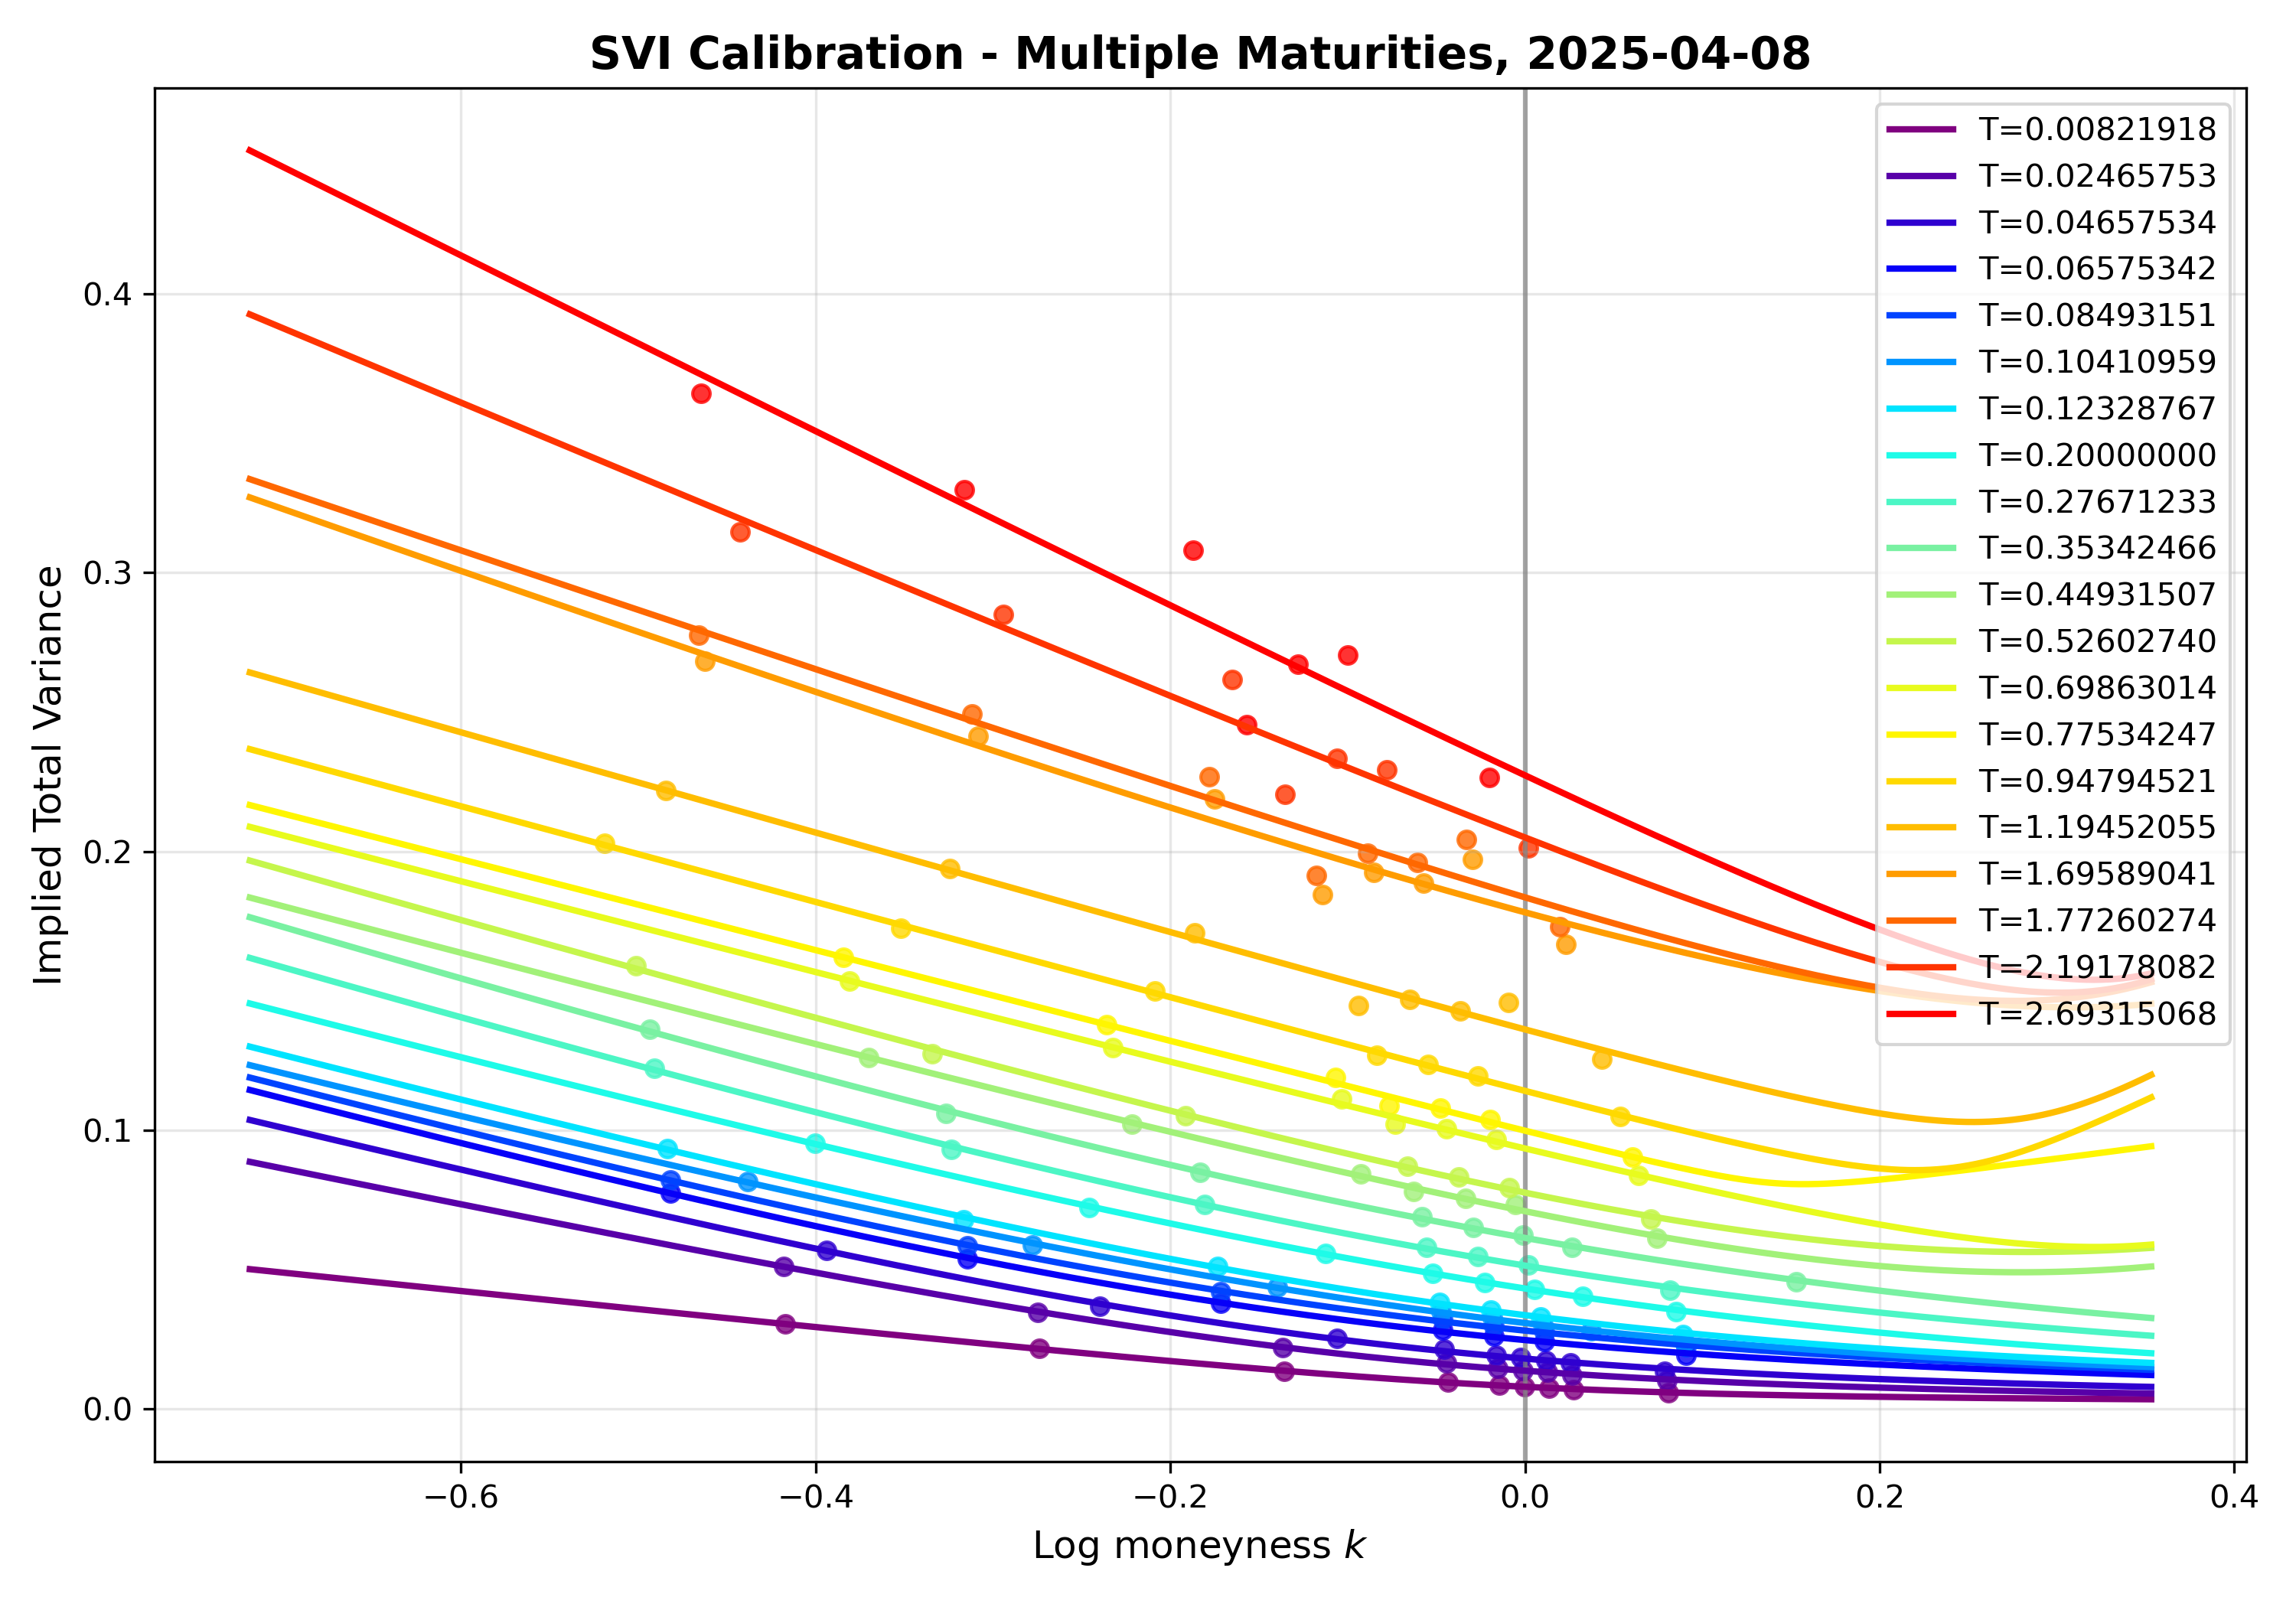 SVI Calibration - Multiple Maturities, 2025-04-08
Implied Total Variance
0.4
0.3
0.2
0.1
0.0
−0.6
−0.4
−0.2
0.0
0.2
0.4
Log moneyness k
T=0.00821918
T=0.02465753
T=0.04657534
T=0.06575342
T=0.08493151
T=0.10410959
T=0.12328767
T=0.20000000
T=0.27671233
T=0.35342466
T=0.44931507
T=0.52602740
T=0.69863014
T=0.77534247
T=0.94794521
T=1.19452055
T=1.69589041
T=1.77260274
T=2.19178082
T=2.69315068